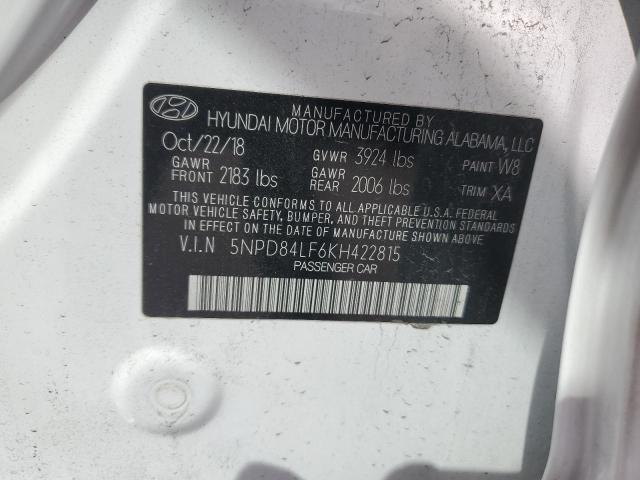 MANUFACTURED BY
HYUNDAI MOTOR MANUFACTURING ALABAMA, LLC
Oct/22/18 GVWR 3924 lbs PAINT W8
GAWR FRONT 2183 lbs GAWR REAR 2006 lbs TRIM XA
THIS VEHICLE CONFORMS TO ALL APPLICABLE U.S.A. FEDERAL
MOTOR VEHICLE SAFETY, BUMPER, AND THEFT PREVENTION STANDARDS IN
EFFECT ON THE DATE OF MANUFACTURE SHOWN ABOVE.
V.I.N 5NPD84LF6KH422815
PASSENGER CAR